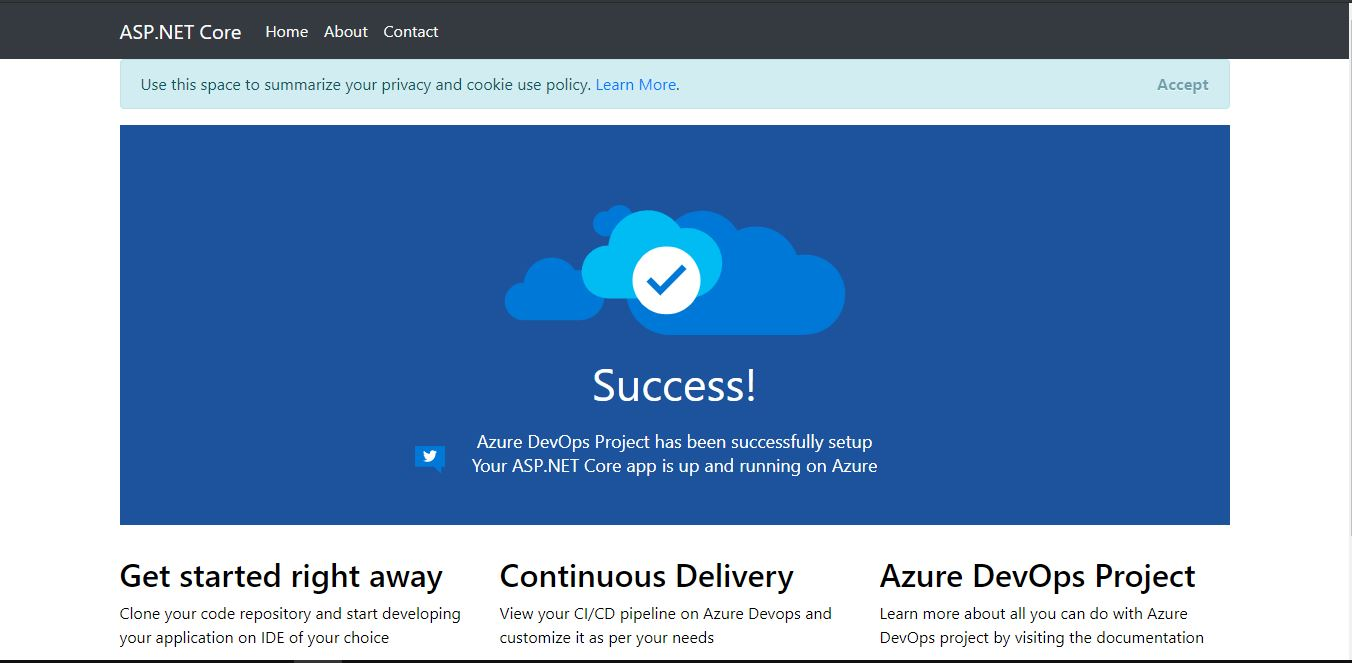 ASP.NET Core Home About Contact
Use this space to summarize your privacy and cookie use policy. Learn More. Accept
Success!
Azure DevOps Project has been successfully setup
Your ASP.NET Core app is up and running on Azure
Get started right away
Clone your code repository and start developing
your application on IDE of your choice
Continuous Delivery
View your CI/CD pipeline on Azure Devops and
customize it as per your needs
Azure DevOps Project
Learn more about all you can do with Azure
DevOps project by visiting the documentation